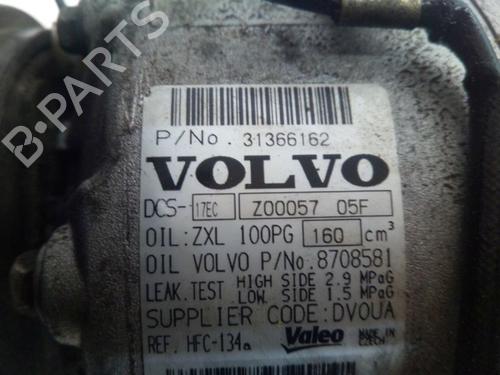 P/No. 31366162
VOLVO
DCS- 17EC Z00057 05F
OIL:ZXL 100PG 160 cm³
OIL VOLVO P/No.8708581
LEAK.TEST HIGH SIDE 2.9 MPaG
LOW SIDE 1.5 MPaG
SUPPLIER CODE:DVOUA
REF. HFC-134a Valeo MADE IN CZECH
B-PARTS